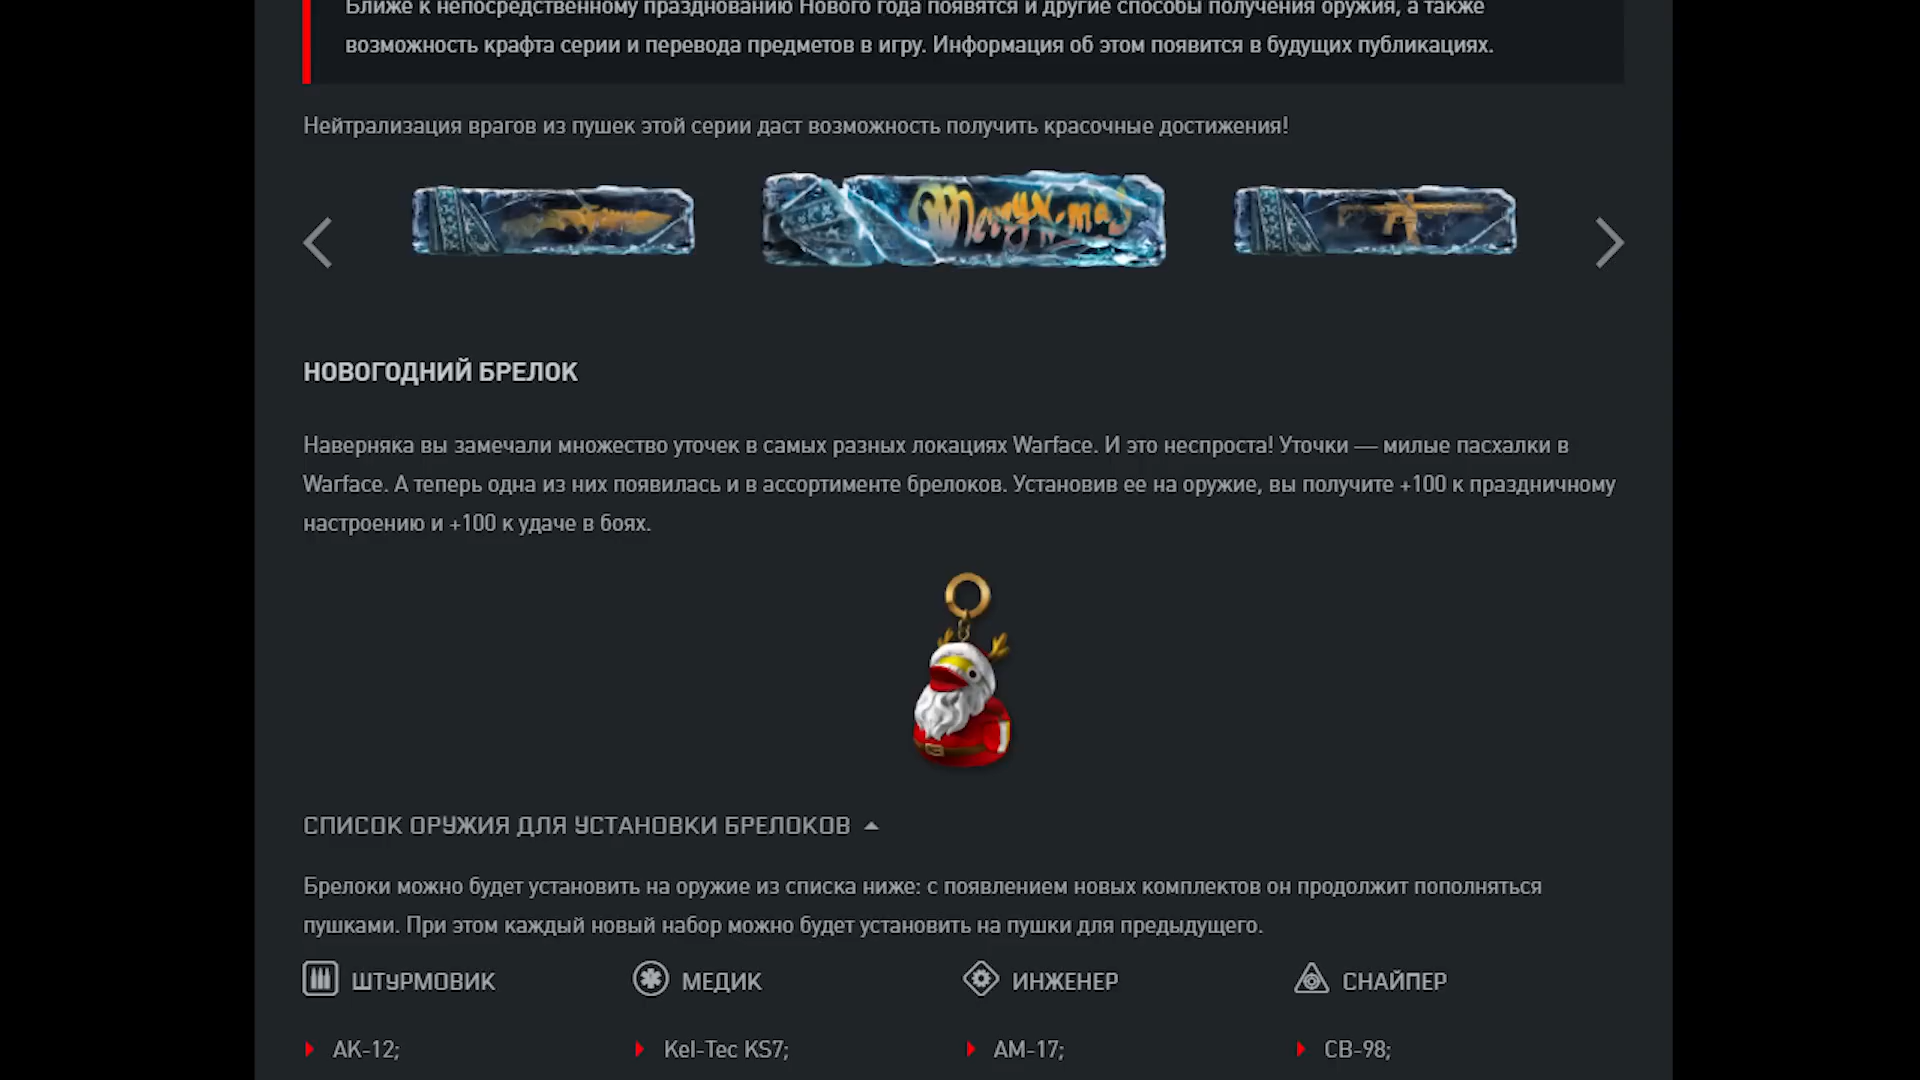 Ближе к непосредственному празднованию Нового года появятся и другие способы получения оружия, а также
возможность крафта серии и перевода предметов в игру. Информация об этом появится в будущих публикациях.
Нейтрализация врагов из пушек этой серии даст возможность получить красочные достижения!
Merry X-mas
НОВОГОДНИЙ БРЕЛОК
Наверняка вы замечали множество уточек в самых разных локациях Warface. И это неспроста! Уточки — милые пасхалки в
Warface. А теперь одна из них появилась и в ассортименте брелоков. Установив ее на оружие, вы получите +100 к праздничному
настроению и +100 к удаче в боях.
СПИСОК ОРУЖИЯ ДЛЯ УСТАНОВКИ БРЕЛОКОВ
Брелоки можно будет установить на оружие из списка ниже: с появлением новых комплектов он продолжит пополняться
пушками. При этом каждый новый набор можно будет установить на пушки для предыдущего.
ШТУРМОВИК МЕДИК ИНЖЕНЕР СНАЙПЕР
АК-12; Kel-Tec KS7; АМ-17; СВ-98;